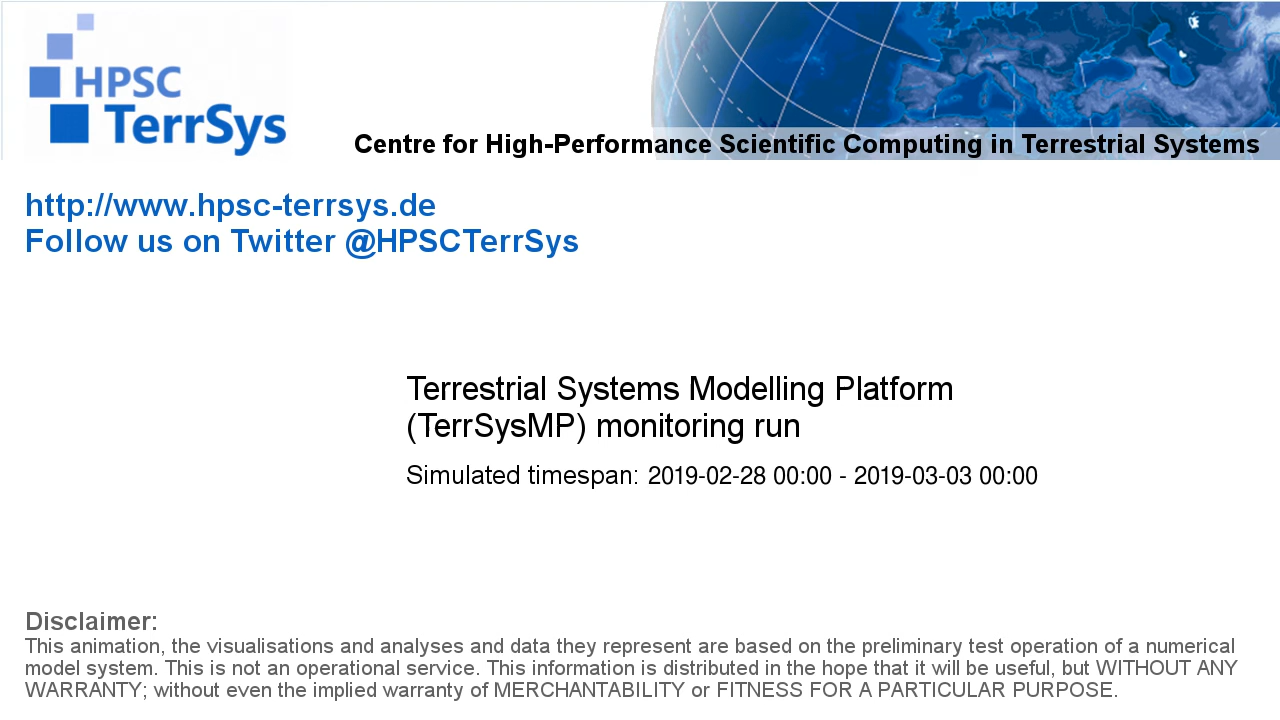 HPSC
TerrSys
Centre for High-Performance Scientific Computing in Terrestrial Systems
http://www.hpsc-terrsys.de
Follow us on Twitter @HPSCTerrSys
Terrestrial Systems Modelling Platform
(TerrSysMP) monitoring run
Simulated timespan: 2019-02-28 00:00 - 2019-03-03 00:00
Disclaimer:
This animation, the visualisations and analyses and data they represent are based on the preliminary test operation of a numerical
model system. This is not an operational service. This information is distributed in the hope that it will be useful, but WITHOUT ANY
WARRANTY; without even the implied warranty of MERCHANTABILITY or FITNESS FOR A PARTICULAR PURPOSE.